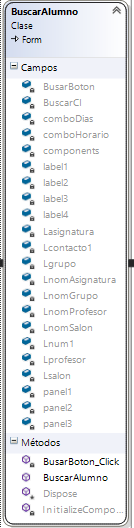 BuscarAlumno
Clase
Form
Campos
BusarBoton
BuscarCI
comboDias
comboHorario
components
label1
label2
label3
label4
Lasignatura
Lcontacto1
Lgrupo
LnomAsignatura
LnomGrupo
LnomProfesor
LnomSalon
Lnum1
Lprofesor
Lsalon
panel1
panel2
panel3
Métodos
BusarBoton_Click
BuscarAlumno
Dispose
InitializeCompo...